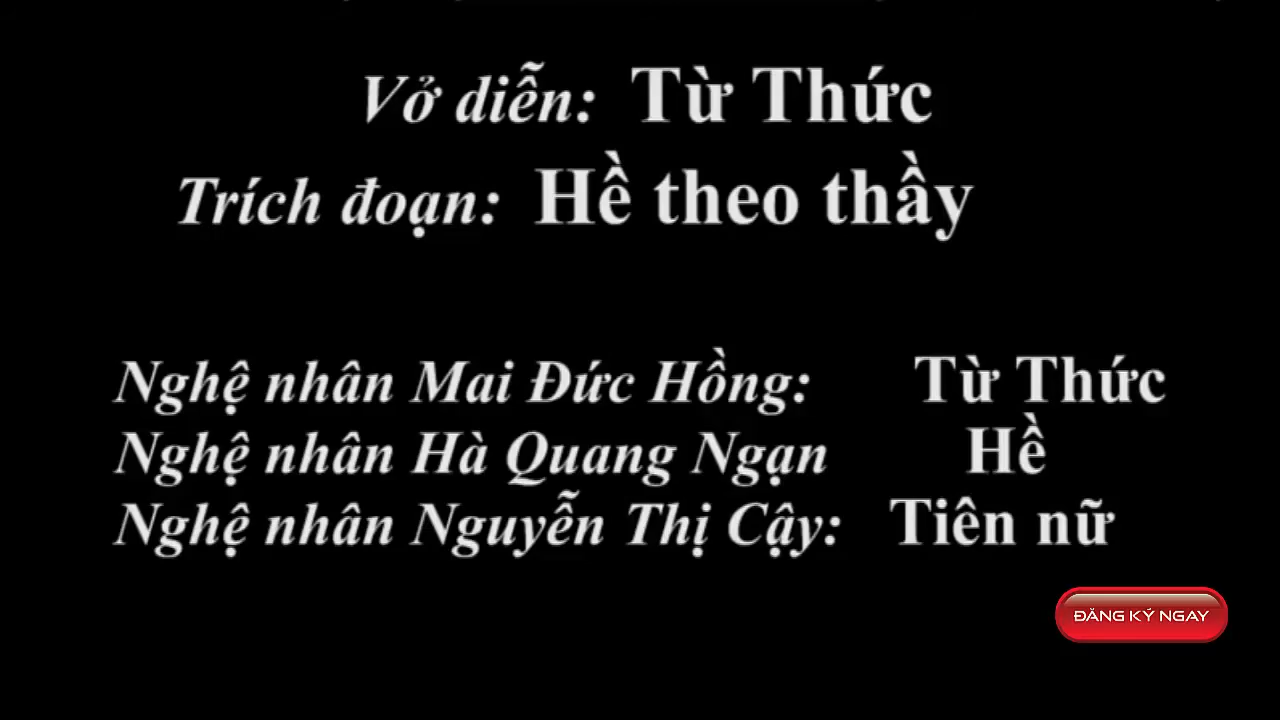 Vở diễn: Từ Thức
Trích đoạn: Hề theo thầy
Nghệ nhân Mai Đức Hồng: Từ Thức
Nghệ nhân Hà Quang Ngạn Hề
Nghệ nhân Nguyễn Thị Cậy: Tiên nữ
ĐĂNG KÝ NGAY